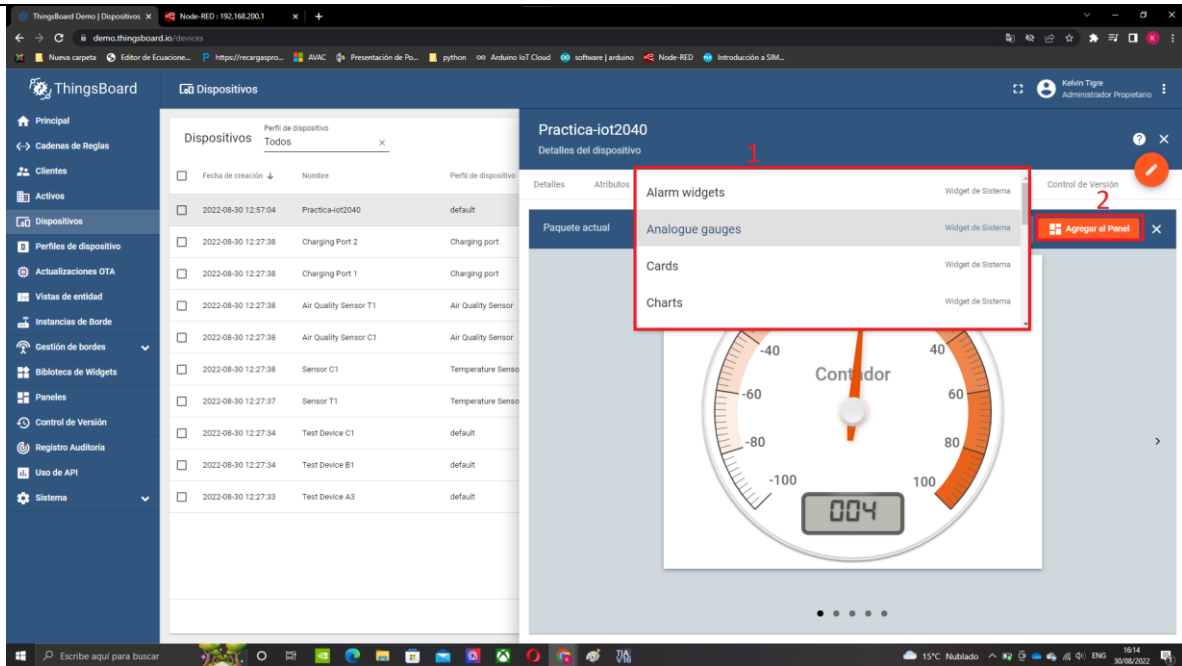 ThingsBoard Demo | Dispositivos
Node-RED : 192.168.200.1
demo.thingsboard.io/devices
Nueva carpeta
Editor de Ecuacione...
https://recargaspro...
AVAC
Presentación de Po...
python
Arduino IoT Cloud
software | arduino
Node-RED
Introducción a SIM...
ThingsBoard
Dispositivos
Kelvin Tigre
Administrador Propietario
Principal
Cadenas de Reglas
Clientes
Activos
Dispositivos
Perfiles de dispositivo
Actualizaciones OTA
Vistas de entidad
Instancias de Borde
Gestión de bordes
Biblioteca de Widgets
Paneles
Control de Versión
Registro Auditoría
Uso de API
Sistema
Dispositivos
Perfil de dispositivo
Todos
Fecha de creación Nombre Perfil de dispositivo
2022-08-30 12:57:04 Practica-iot2040 default
2022-08-30 12:27:38 Charging Port 2 Charging port
2022-08-30 12:27:38 Charging Port 1 Charging port
2022-08-30 12:27:38 Air Quality Sensor T1 Air Quality Sensor
2022-08-30 12:27:38 Air Quality Sensor C1 Air Quality Sensor
2022-08-30 12:27:38 Sensor C1 Temperature Senso
2022-08-30 12:27:37 Sensor T1 Temperature Senso
2022-08-30 12:27:34 Test Device C1 default
2022-08-30 12:27:34 Test Device B1 default
2022-08-30 12:27:33 Test Device A3 default
Practica-iot2040
Detalles del dispositivo
1
Detalles Atributos
Control de Versión
2
Paquete actual
Agregar al Panel
Alarm widgets Widget de Sistema
Analogue gauges Widget de Sistema
Cards Widget de Sistema
Charts Widget de Sistema
-40 40
Contador
-60 60
-80 80
-100 100
004
Escribe aquí para buscar
15°C Nublado
ENG
16:14
30/08/2022